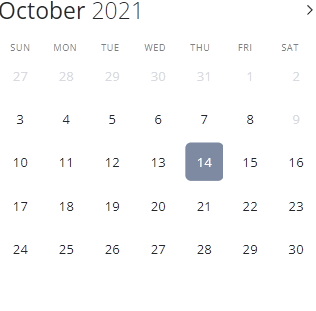 October 2021
SUN MON TUE WED THU FRI SAT
27 28 29 30 31 1 2
3 4 5 6 7 8 9
10 11 12 13 14 15 16
17 18 19 20 21 22 23
24 25 26 27 28 29 30